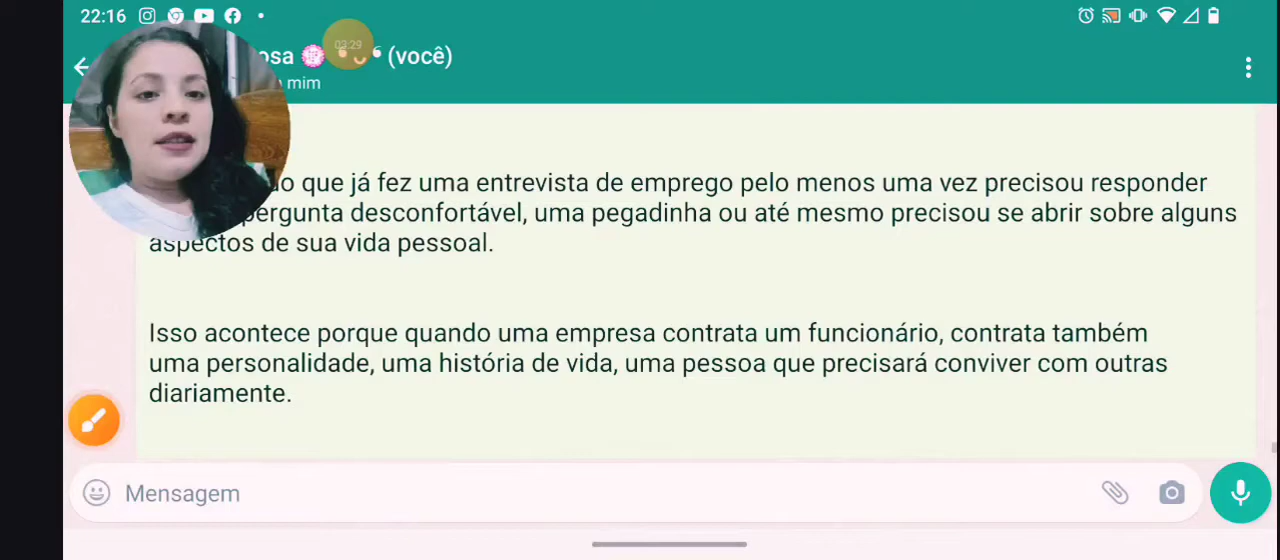 22:16
03:29
osa (você)
mim
o que já fez uma entrevista de emprego pelo menos uma vez precisou responder
pergunta desconfortável, uma pegadinha ou até mesmo precisou se abrir sobre alguns
aspectos de sua vida pessoal.
Isso acontece porque quando uma empresa contrata um funcionário, contrata também
uma personalidade, uma história de vida, uma pessoa que precisará conviver com outras
diariamente.
Mensagem